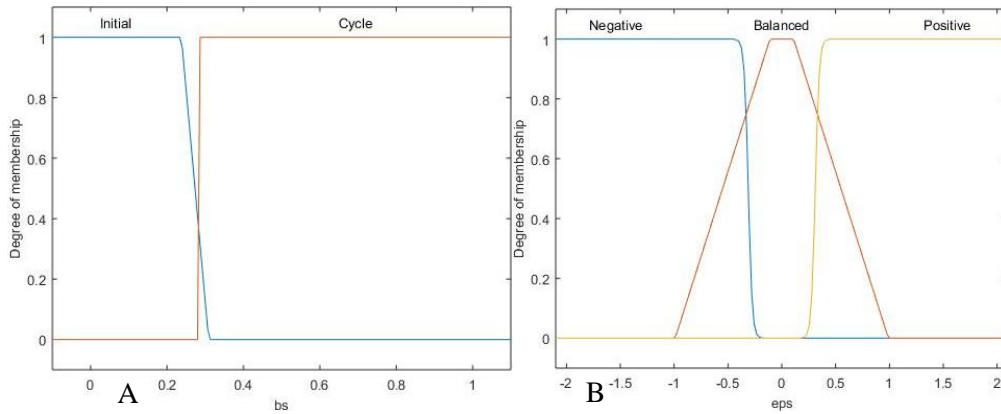 Initial Cycle
1
0.8
0.6
0.4
0.2
0
Degree of membership
0 0.2 0.4 0.6 0.8 1
bs
A
Negative Balanced Positive
1
0.8
0.6
0.4
0.2
0
Degree of membership
-2 -1.5 -1 -0.5 0 0.5 1 1.5 2
eps
B